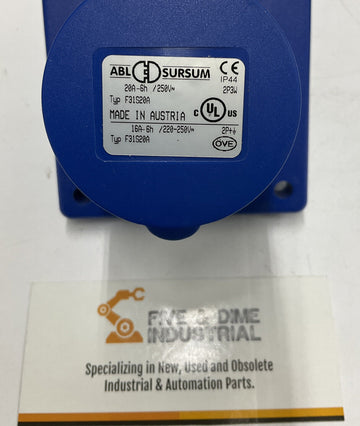 ABL SURSUM CE
IP44
20A-6h /250V~ 2P3W
Typ F31S20A
MADE IN AUSTRIA C UL US
16A-6h /220-250V~ 2P+⏚
Typ F31S20A OVE
FIVE & DIME
INDUSTRIAL
Specializing in New, Used and Obsolete
Industrial & Automation Parts.